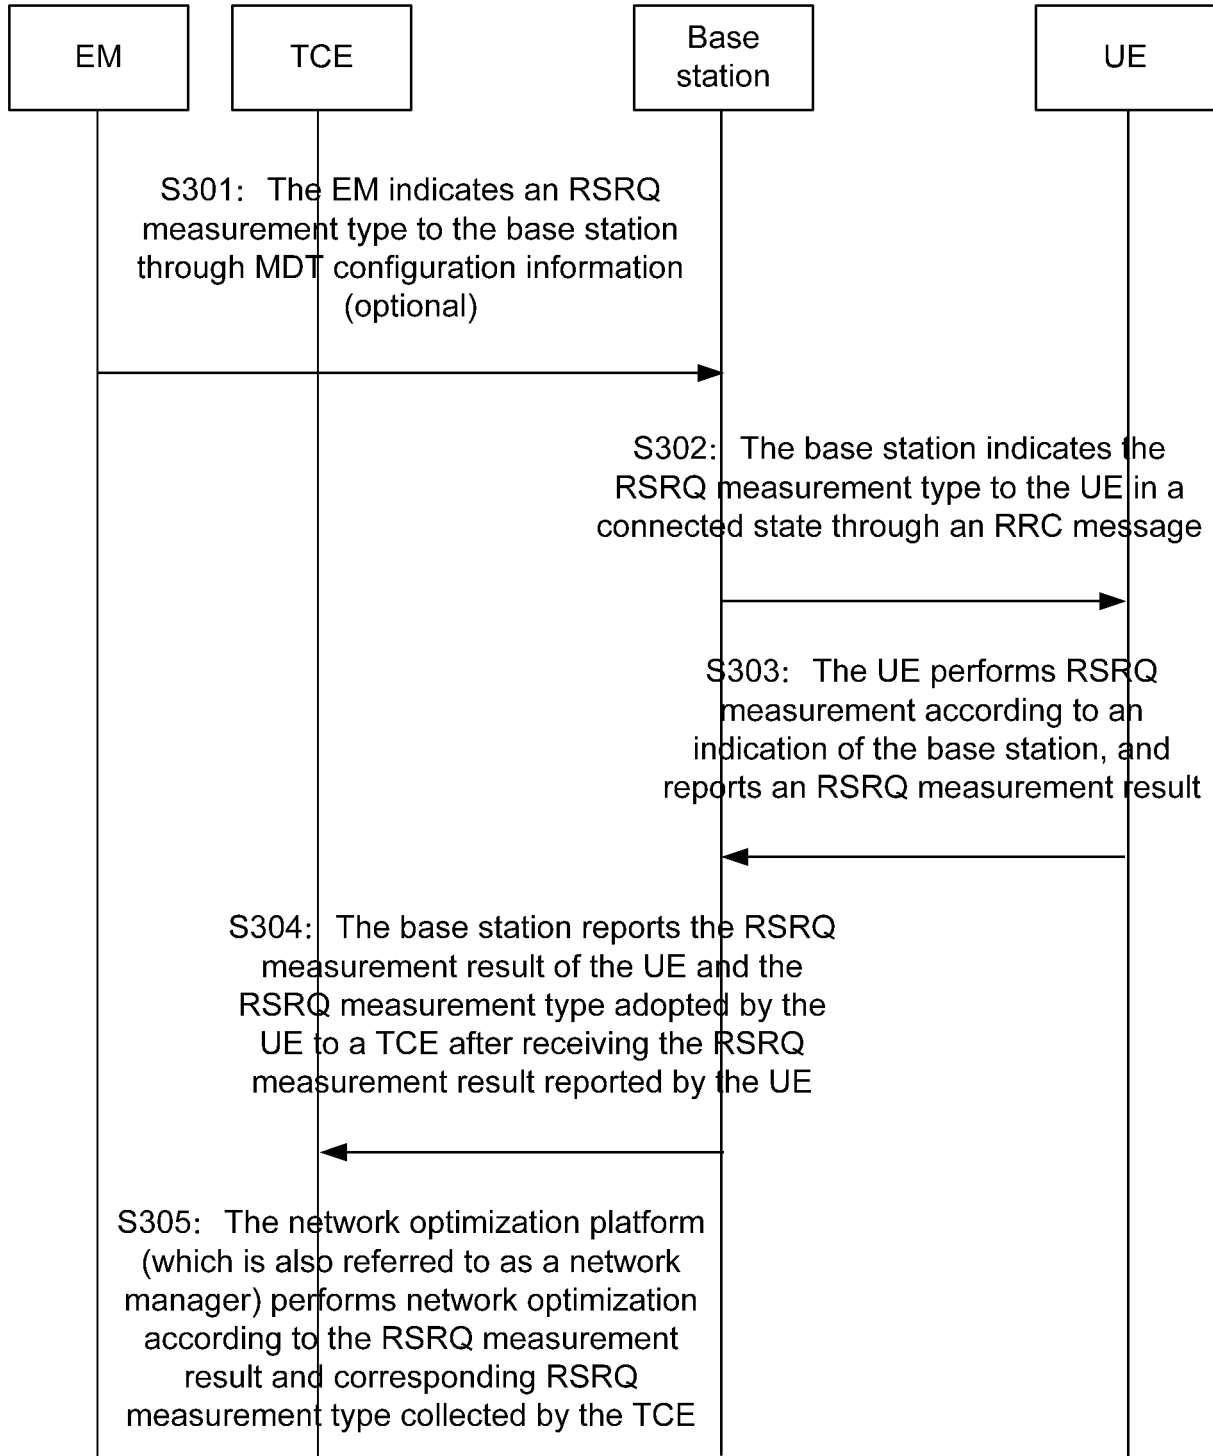 EM
TCE
Base
station
UE
S301: The EM indicates an RSRQ
measurement type to the base station
through MDT configuration information
(optional)
S302: The base station indicates the
RSRQ measurement type to the UE in a
connected state through an RRC message
S303: The UE performs RSRQ
measurement according to an
indication of the base station, and
reports an RSRQ measurement result
S304: The base station reports the RSRQ
measurement result of the UE and the
RSRQ measurement type adopted by the
UE to a TCE after receiving the RSRQ
measurement result reported by the UE
S305: The network optimization platform
(which is also referred to as a network
manager) performs network optimization
according to the RSRQ measurement
result and corresponding RSRQ
measurement type collected by the TCE